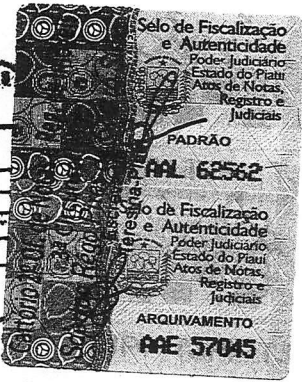 Selo de Fiscalização
e Autenticidade
Poder Judiciário
Estado do Piauí
Atos de Notas,
Registro e
Judiciais
PADRÃO
AAL 62562
de Fiscalização
e Autenticidade
Poder Judiciário
Estado do Piauí
Atos de Notas,
Registro e
Judiciais
ARQUIVAMENTO
AAE 57045